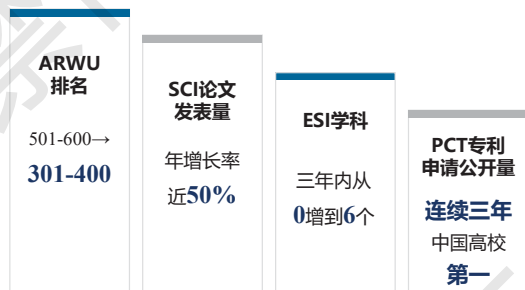 ARWU
排名
501-600→
301-400
SCI论文
发表量
年增长率
近50%
ESI学科
三年内从
0增到6个
PCT专利
申请公开量
连续三年
中国高校
第一